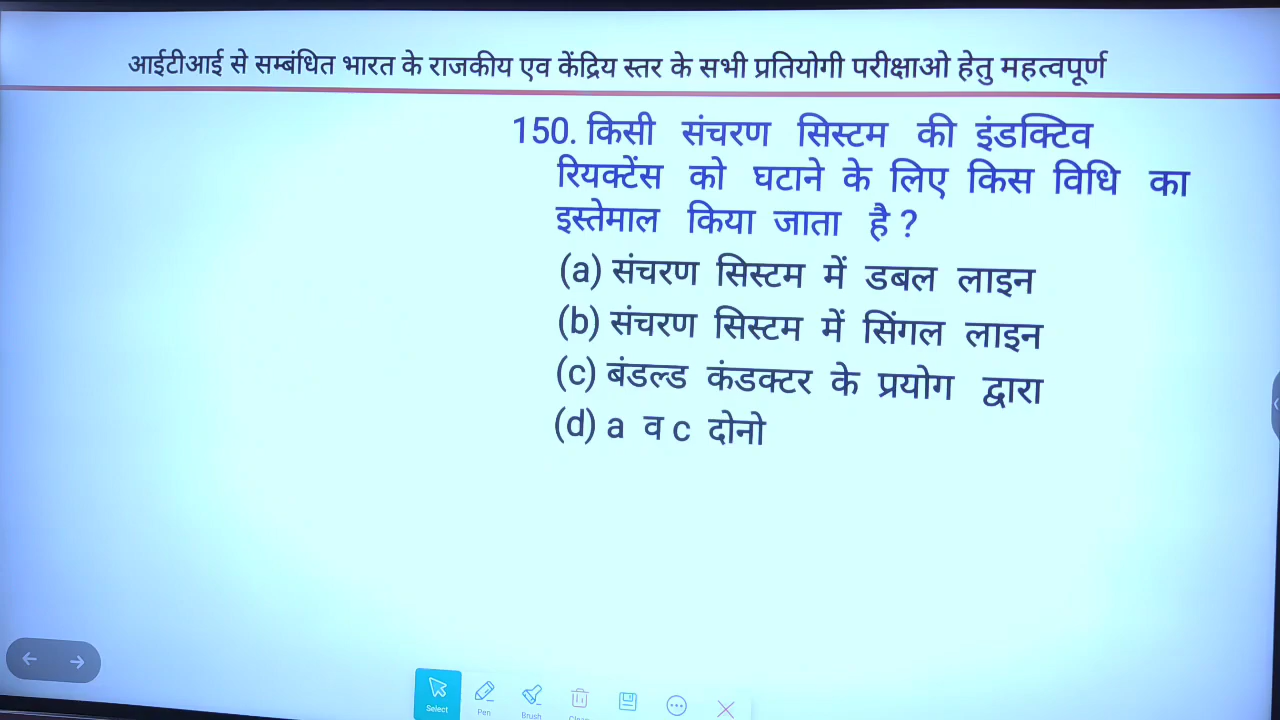 आईटीआई से सम्बंधित भारत के राजकीय एव केंद्रिय स्तर के सभी प्रतियोगी परीक्षाओ हेतु महत्वपूर्ण
150. किसी संचरण सिस्टम की इंडक्टिव
रियक्टेंस को घटाने के लिए किस विधि का
इस्तेमाल किया जाता है ?
(a) संचरण सिस्टम में डबल लाइन
(b) संचरण सिस्टम में सिंगल लाइन
(c) बंडल्ड कंडक्टर के प्रयोग द्वारा
(d) a व c दोनो
Select Pen Brush